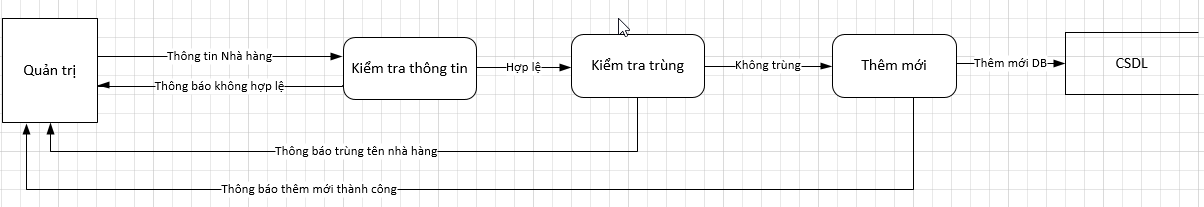 Thông tin Nhà hàng
Quản trị
Kiểm tra thông tin
Hợp lệ
Kiểm tra trùng
Không trùng
Thêm mới
Thêm mới DB
CSDL
Thông báo không hợp lệ
Thông báo trùng tên nhà hàng
Thông báo thêm mới thành công